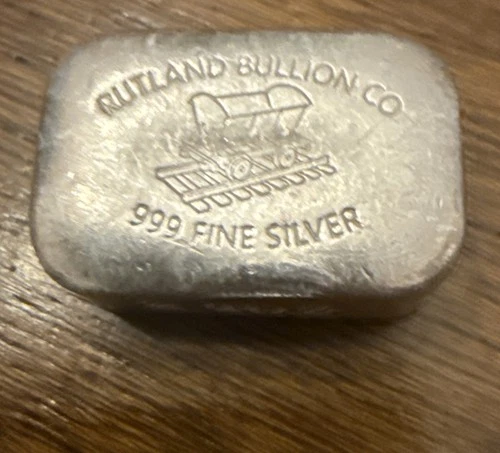 RUTLAND BULLION CO
999 FINE SILVER